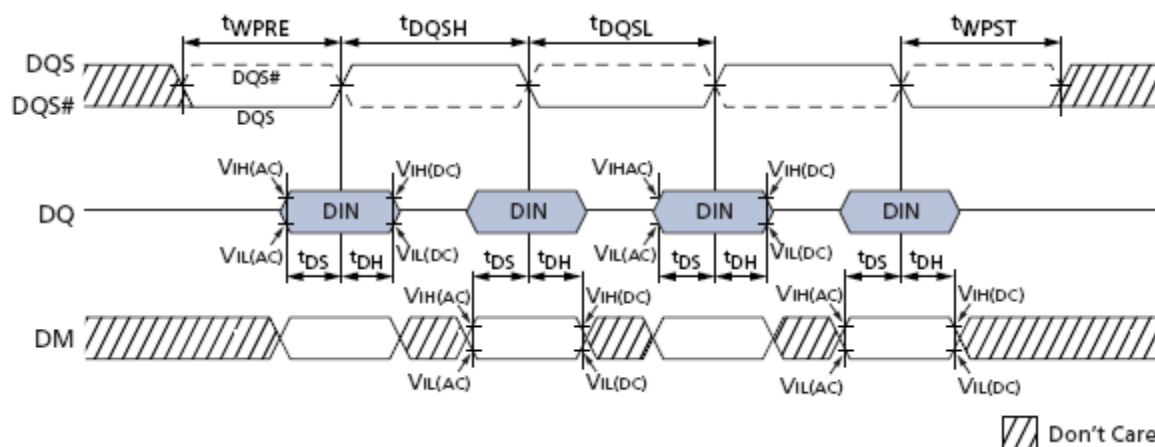 tWPRE tDQSH tDQSL tWPST
DQS
DQS#
DQS#
DQS
VIH(AC) VIH(DC) VIHAC) VIH(DC)
DQ DIN DIN DIN DIN
VIL(AC) VIL(DC) VIL(AC) VIL(DC)
tDS tDH tDS tDH tDS tDH tDS tDH
VIH(AC) VIH(DC) VIH(AC) VIH(DC)
DM
VIL(AC) VIL(DC) VIL(AC) VIL(DC)
Don't Care